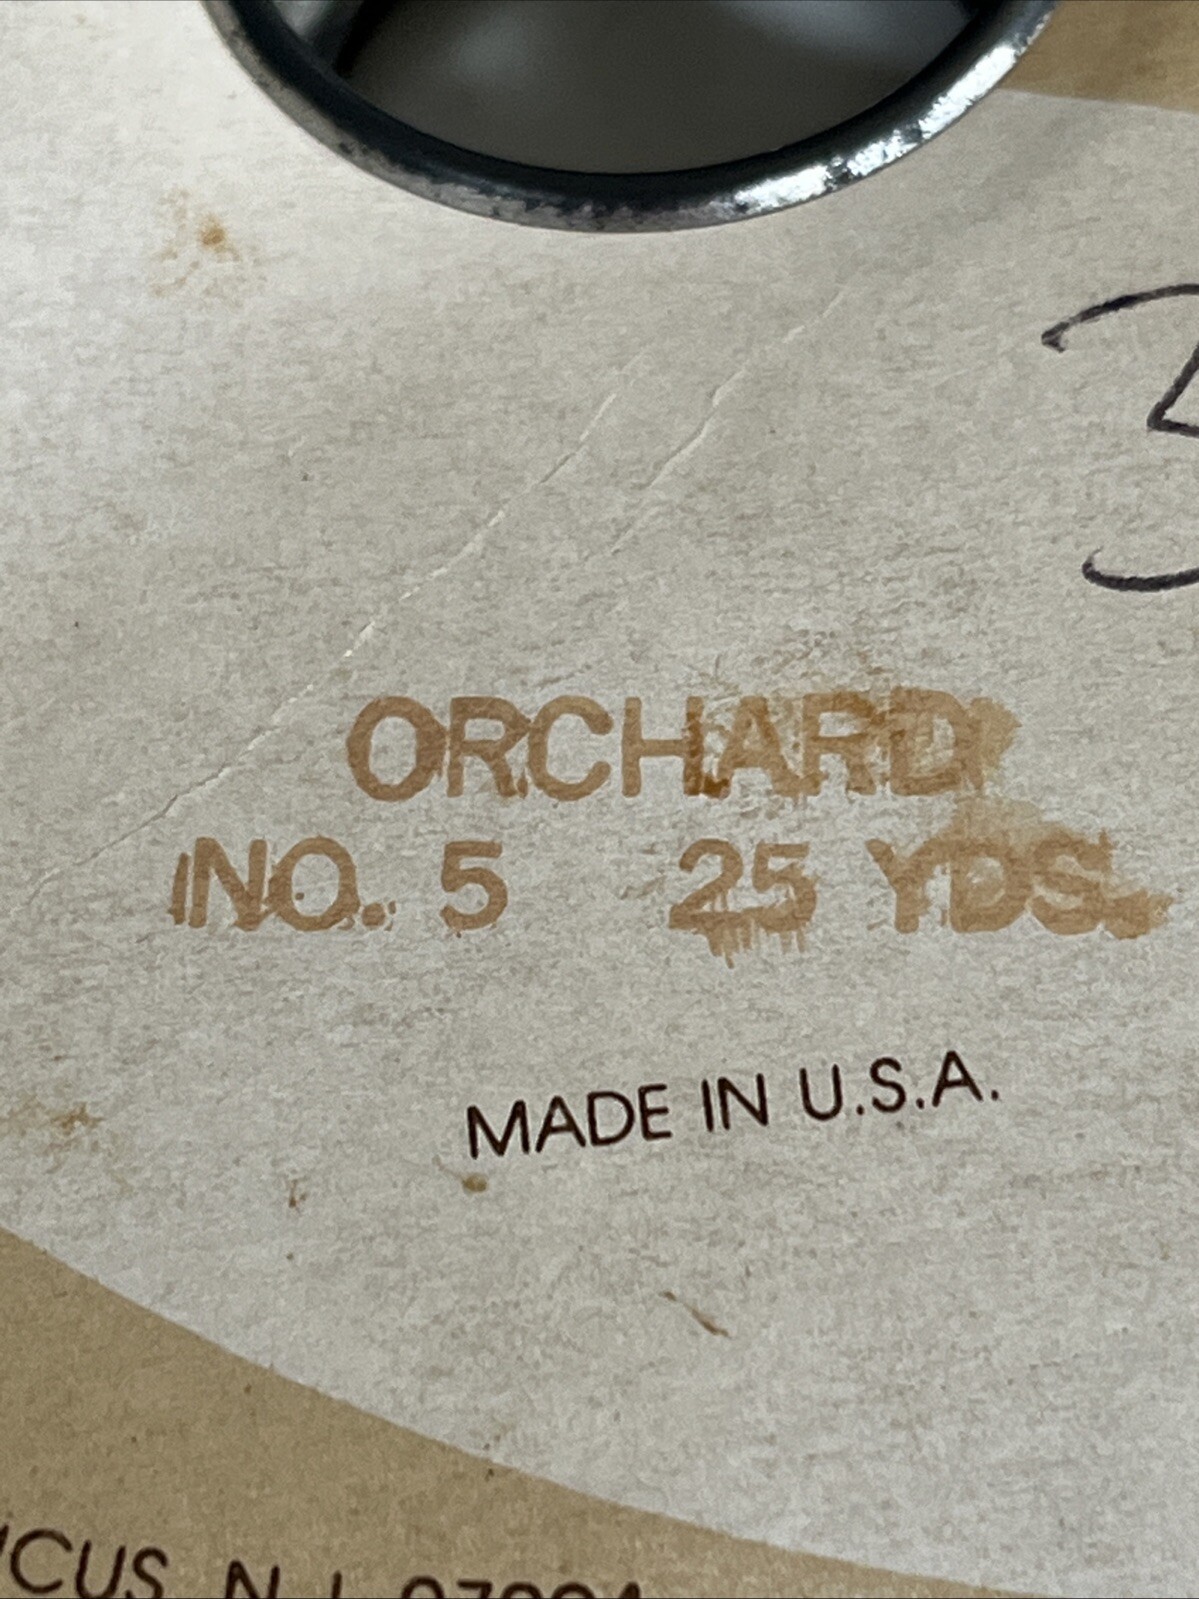 ORCHARD
NO. 5 25 YDS.
MADE IN U.S.A.